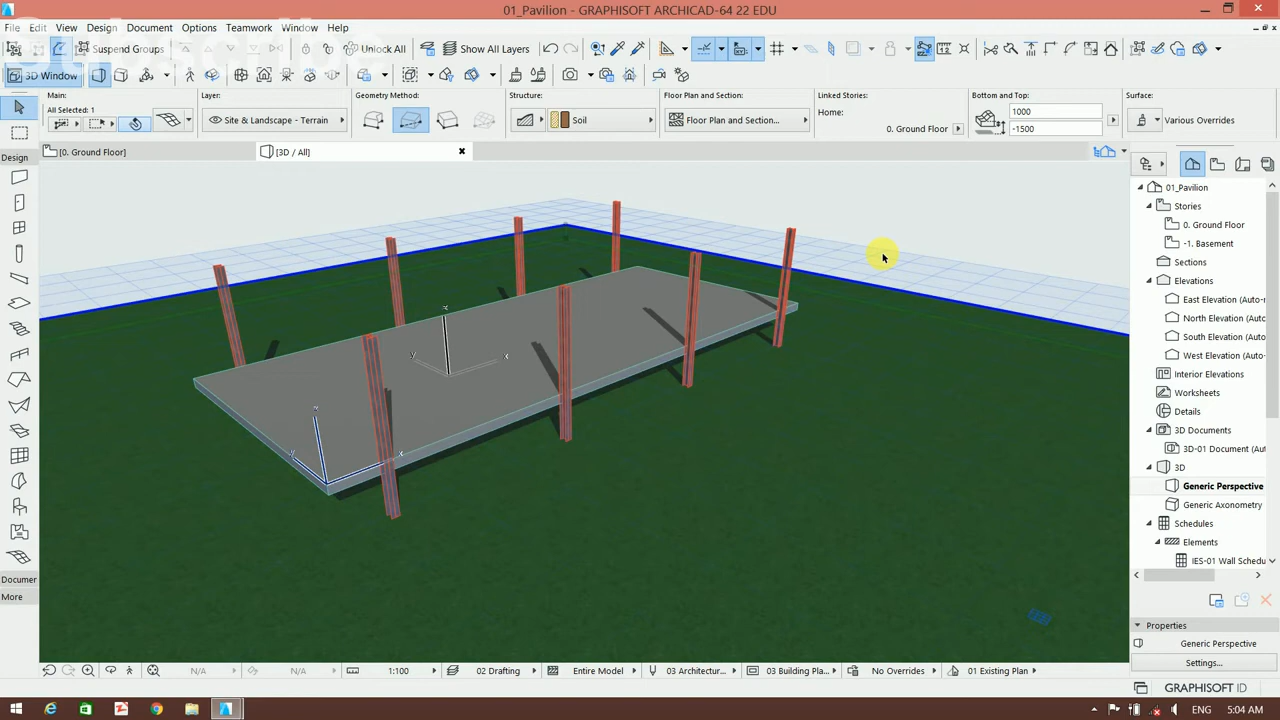 01_Pavilion - GRAPHISOFT ARCHICAD-64 22 EDU
File Edit View Design Document Options Teamwork Window Help
Suspend Groups
Unlock All
Show All Layers
3D Window
Main:
All Selected: 1
Layer:
Site & Landscape - Terrain
Geometry Method:
Structure:
Soil
Floor Plan and Section:
Floor Plan and Section...
Linked Stories:
Home:
0. Ground Floor
Bottom and Top:
1000
-1500
Surface:
Various Overrides
Design
[0. Ground Floor]
[3D / All]
01_Pavilion
Stories
0. Ground Floor
-1. Basement
Sections
Elevations
East Elevation (Auto-r
North Elevation (Auto
South Elevation (Auto
West Elevation (Auto-
Interior Elevations
Worksheets
Details
3D Documents
3D-01 Document (Aut
3D
Generic Perspective
Generic Axonometry
Schedules
Elements
IES-01 Wall Schedu
Documer
More
Properties
Generic Perspective
Settings...
N/A
N/A
1:100
02 Drafting
Entire Model
03 Architectur...
03 Building Pla...
No Overrides
01 Existing Plan
GRAPHISOFT ID
ENG
5:04 AM